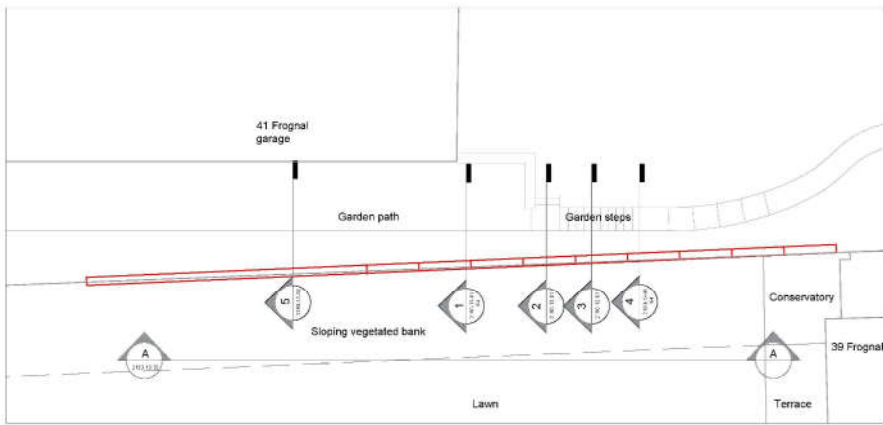 41 Frognal
garage
Garden path
Garden steps
5
1
2
3
4
Conservatory
Sloping vegetated bank
A
A
39 Frognal
Lawn
Terrace